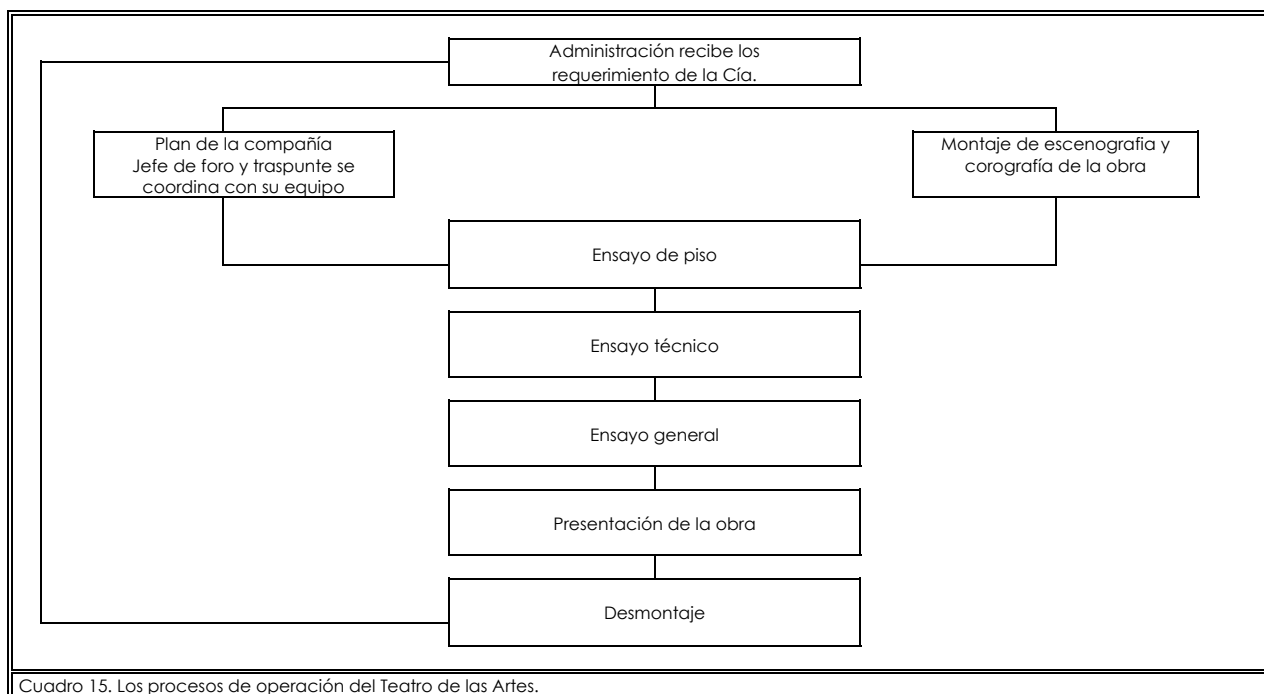 Administración recibe los
requerimiento de la Cía.
Plan de la compañía
Jefe de foro y traspunte se
coordina con su equipo
Montaje de escenografia y
corografía de la obra
Ensayo de piso
Ensayo técnico
Ensayo general
Presentación de la obra
Desmontaje
Cuadro 15. Los procesos de operación del Teatro de las Artes.